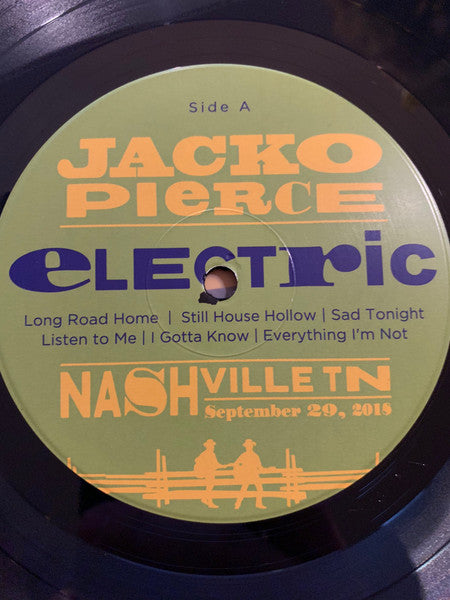 Side A
JACKO
PIERCE
eLECTriC
Long Road Home | Still House Hollow | Sad Tonight
Listen to Me | I Gotta Know | Everything I'm Not
NASHVILLE TN
September 29, 2018